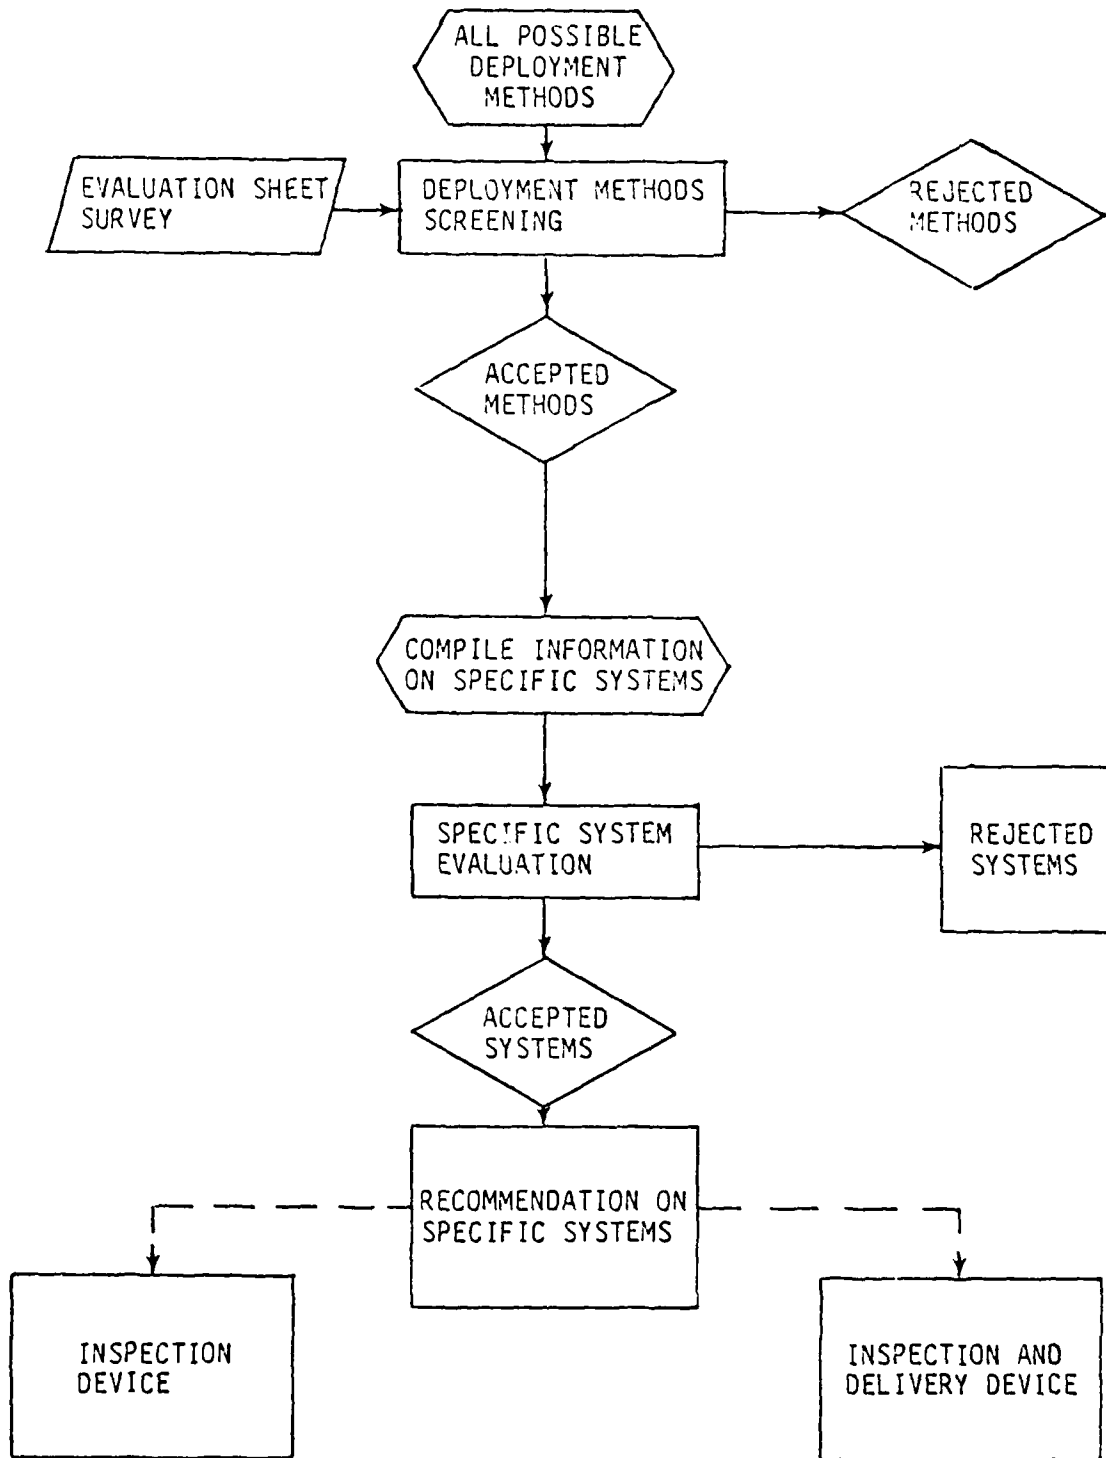 ALL POSSIBLE
DEPLOYMENT
METHODS
EVALUATION SHEET
SURVEY
DEPLOYMENT METHODS
SCREENING
REJECTED
METHODS
ACCEPTED
METHODS
COMPILE INFORMATION
ON SPECIFIC SYSTEMS
SPECIFIC SYSTEM
EVALUATION
REJECTED
SYSTEMS
ACCEPTED
SYSTEMS
RECOMMENDATION ON
SPECIFIC SYSTEMS
INSPECTION
DEVICE
INSPECTION AND
DELIVERY DEVICE